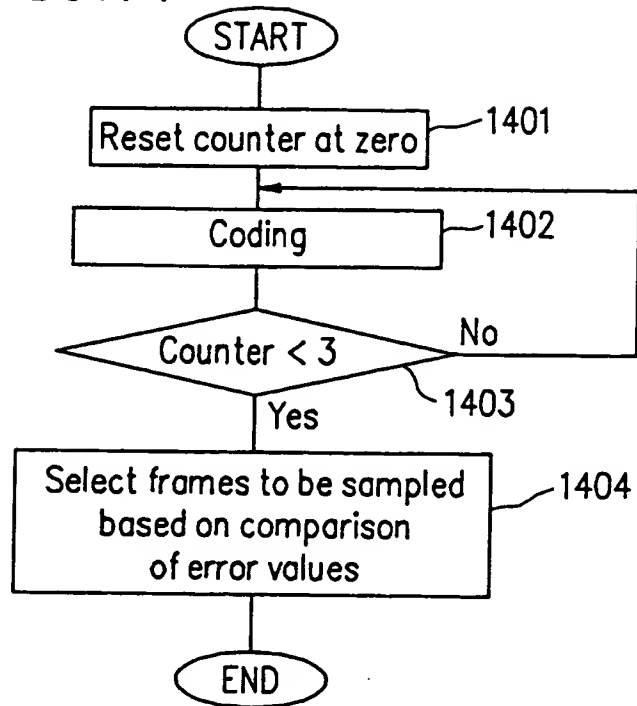 START
Reset counter at zero
1401
Coding
1402
Counter < 3
No
1403
Yes
Select frames to be sampled
based on comparison
of error values
1404
END